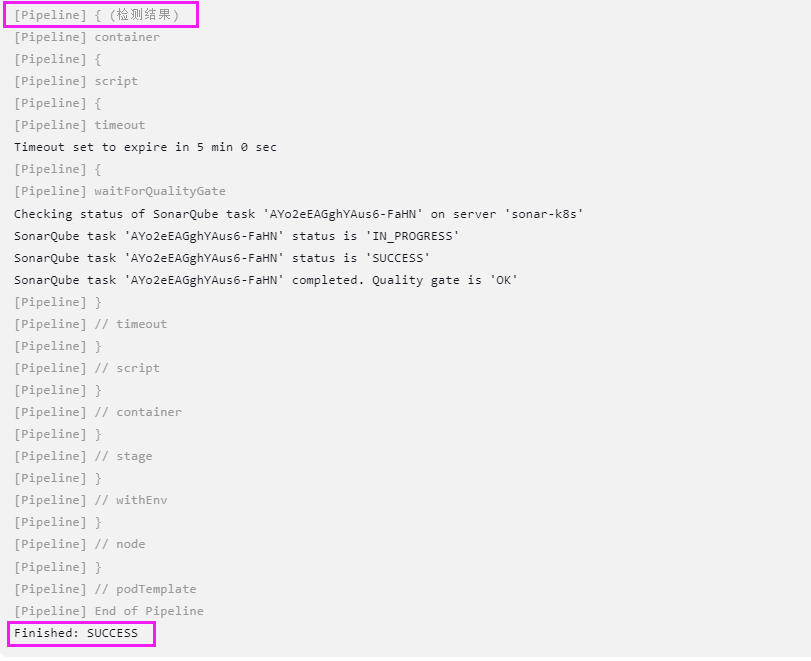 [Pipeline] { (检测结果)
[Pipeline] container
[Pipeline] {
[Pipeline] script
[Pipeline] {
[Pipeline] timeout
Timeout set to expire in 5 min 0 sec
[Pipeline] {
[Pipeline] waitForQualityGate
Checking status of SonarQube task 'AYo2eEAGghYAus6-FaHN' on server 'sonar-k8s'
SonarQube task 'AYo2eEAGghYAus6-FaHN' status is 'IN_PROGRESS'
SonarQube task 'AYo2eEAGghYAus6-FaHN' status is 'SUCCESS'
SonarQube task 'AYo2eEAGghYAus6-FaHN' completed. Quality gate is 'OK'
[Pipeline] }
[Pipeline] // timeout
[Pipeline] }
[Pipeline] // script
[Pipeline] }
[Pipeline] // container
[Pipeline] }
[Pipeline] // stage
[Pipeline] }
[Pipeline] // withEnv
[Pipeline] }
[Pipeline] // node
[Pipeline] }
[Pipeline] // podTemplate
[Pipeline] End of Pipeline
Finished: SUCCESS